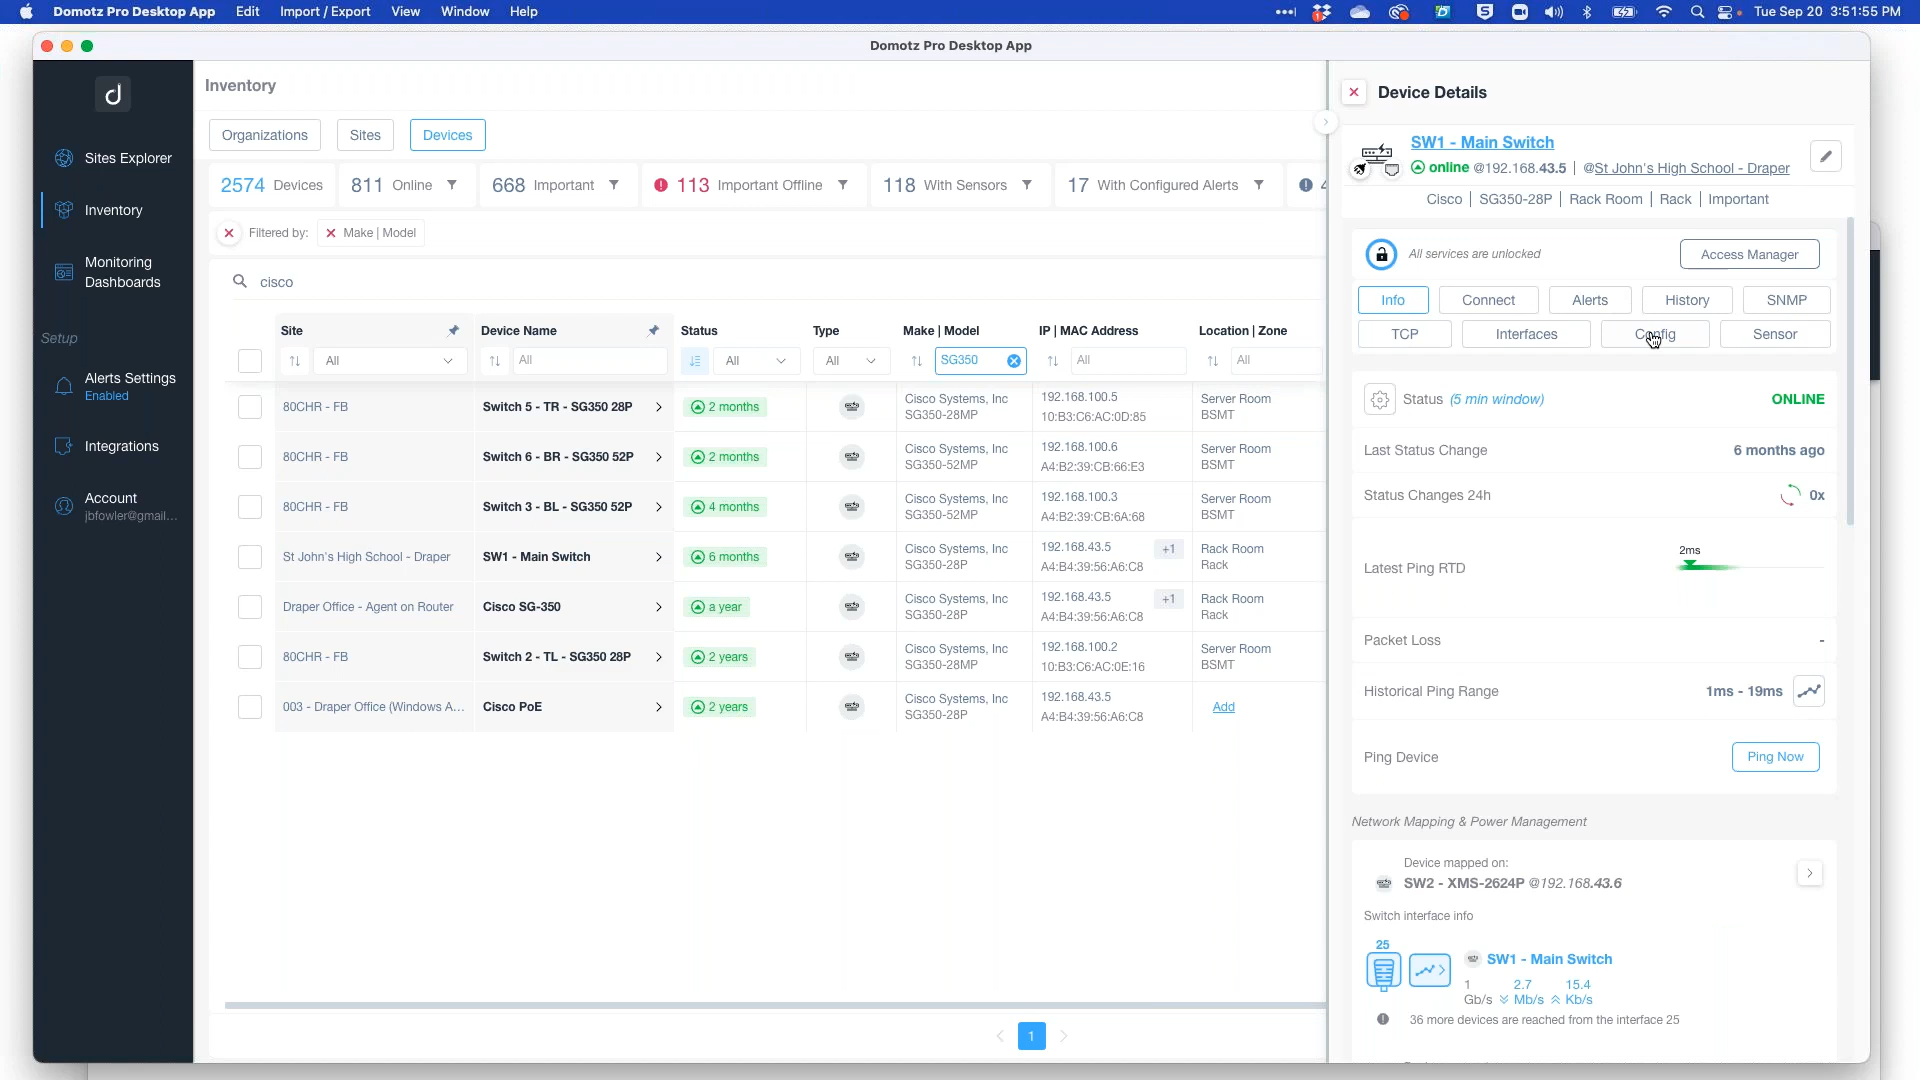 Domotz Pro Desktop App Edit Import / Export View Window Help Tue Sep 20 3:51:55 PM
Domotz Pro Desktop App
Sites Explorer
Inventory
Monitoring
Dashboards
Setup
Alerts Settings
Enabled
Integrations
Account
jbfowler@gmail...
Inventory
Organizations Sites Devices
2574 Devices 811 Online 668 Important 113 Important Offline 118 With Sensors 17 With Configured Alerts
Filtered by: Make | Model
cisco
Site Device Name Status Type Make | Model IP | MAC Address Location | Zone
All All All All SG350 All All
80CHR - FB Switch 5 - TR - SG350 28P 2 months Cisco Systems, Inc 192.168.100.5 Server Room
SG350-28MP 10:B3:C6:AC:0D:85 BSMT
80CHR - FB Switch 6 - BR - SG350 52P 2 months Cisco Systems, Inc 192.168.100.6 Server Room
SG350-52MP A4:B2:39:CB:66:E3 BSMT
80CHR - FB Switch 3 - BL - SG350 52P 4 months Cisco Systems, Inc 192.168.100.3 Server Room
SG350-52MP A4:B2:39:CB:6A:68 BSMT
St John's High School - Draper SW1 - Main Switch 6 months Cisco Systems, Inc 192.168.43.5 +1 Rack Room
SG350-28P A4:B4:39:56:A6:C8 Rack
Draper Office - Agent on Router Cisco SG-350 a year Cisco Systems, Inc 192.168.43.5 +1 Rack Room
SG350-28P A4:B4:39:56:A6:C8 Rack
80CHR - FB Switch 2 - TL - SG350 28P 2 years Cisco Systems, Inc 192.168.100.2 Server Room
SG350-28MP 10:B3:C6:AC:0E:16 BSMT
003 - Draper Office (Windows A... Cisco PoE 2 years Cisco Systems, Inc 192.168.43.5 Add
SG350-28P A4:B4:39:56:A6:C8
1
Device Details
SW1 - Main Switch
online @192.168.43.5 | @St John's High School - Draper
Cisco | SG350-28P | Rack Room | Rack | Important
All services are unlocked Access Manager
Info Connect Alerts History SNMP
TCP Interfaces Config Sensor
Status (5 min window) ONLINE
Last Status Change 6 months ago
Status Changes 24h 0x
2ms
Latest Ping RTD
Packet Loss -
Historical Ping Range 1ms - 19ms
Ping Device Ping Now
Network Mapping & Power Management
Device mapped on:
SW2 - XMS-2624P @192.168.43.6
Switch interface info
25
SW1 - Main Switch
1 2.7 15.4
Gb/s Mb/s Kb/s
36 more devices are reached from the interface 25